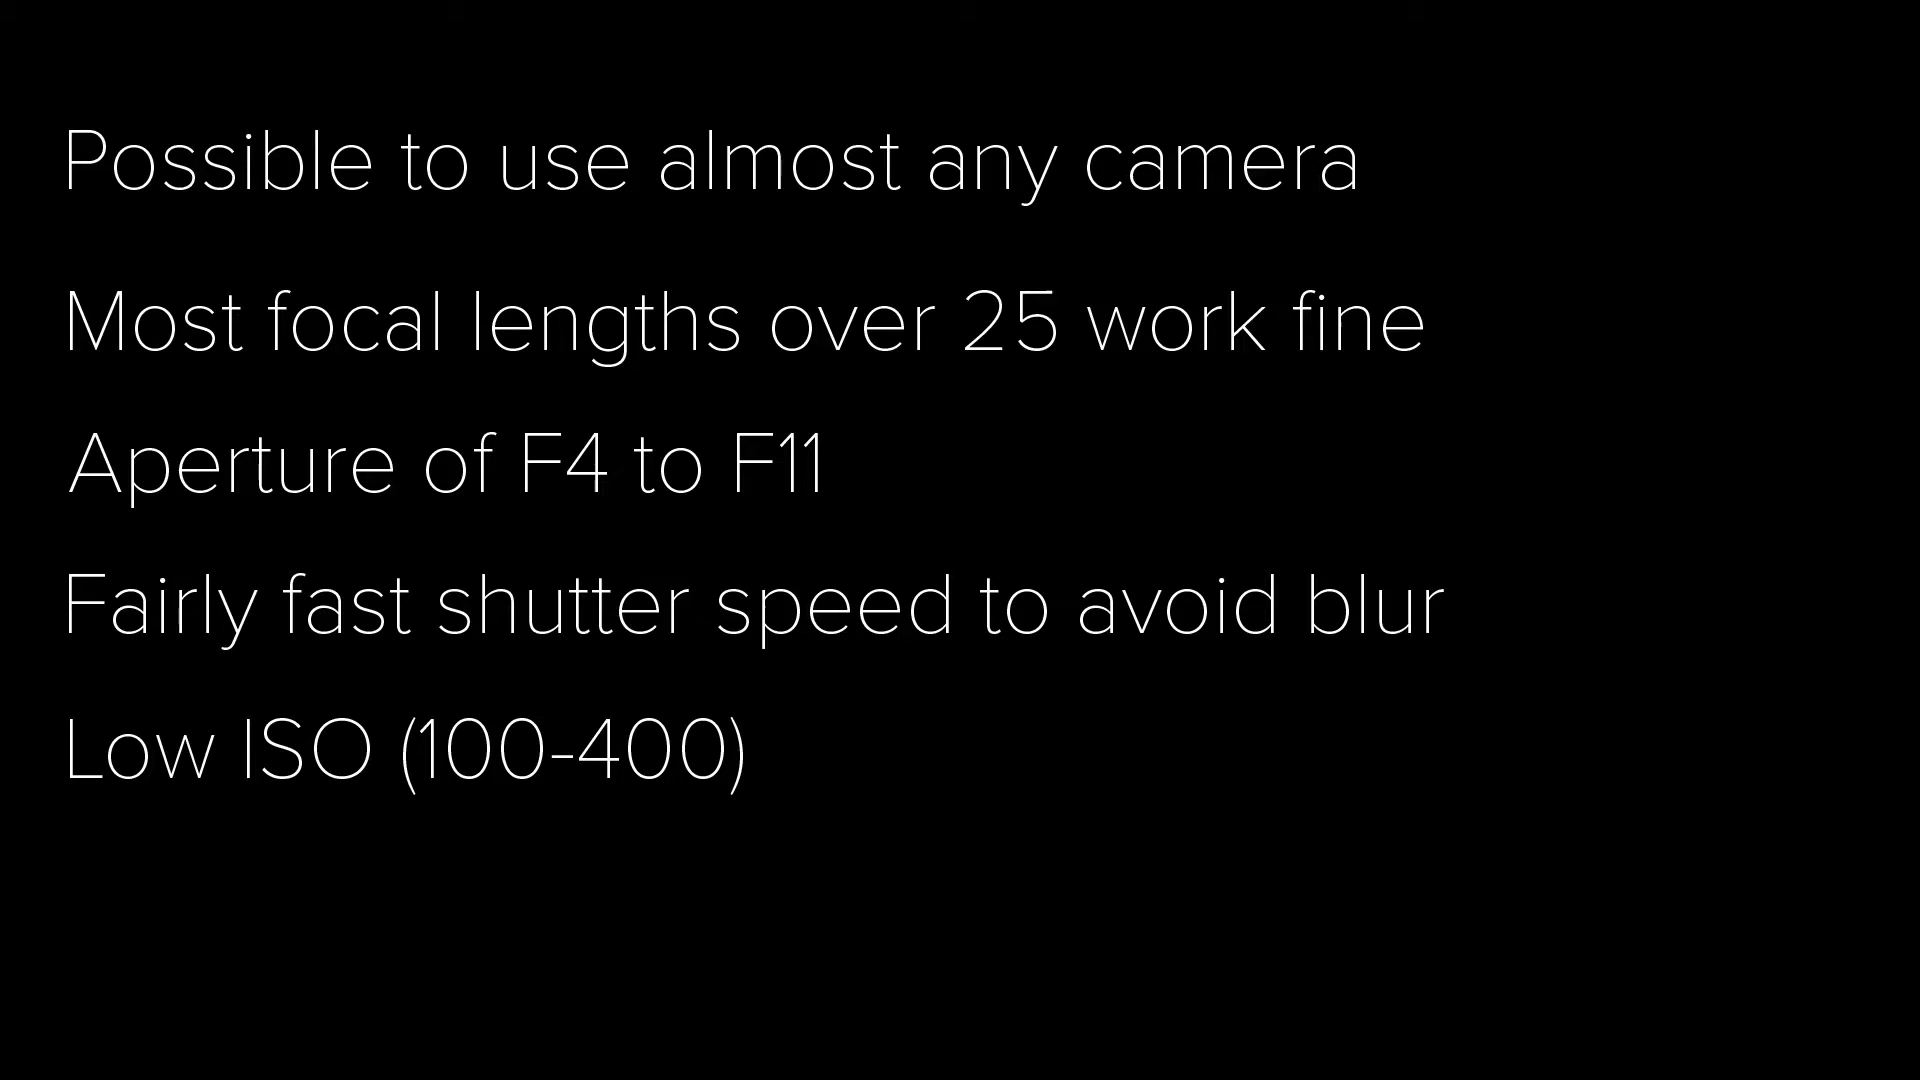 Possible to use almost any camera
Most focal lengths over 25 work fine
Aperture of F4 to F11
Fairly fast shutter speed to avoid blur
Low ISO (100-400)